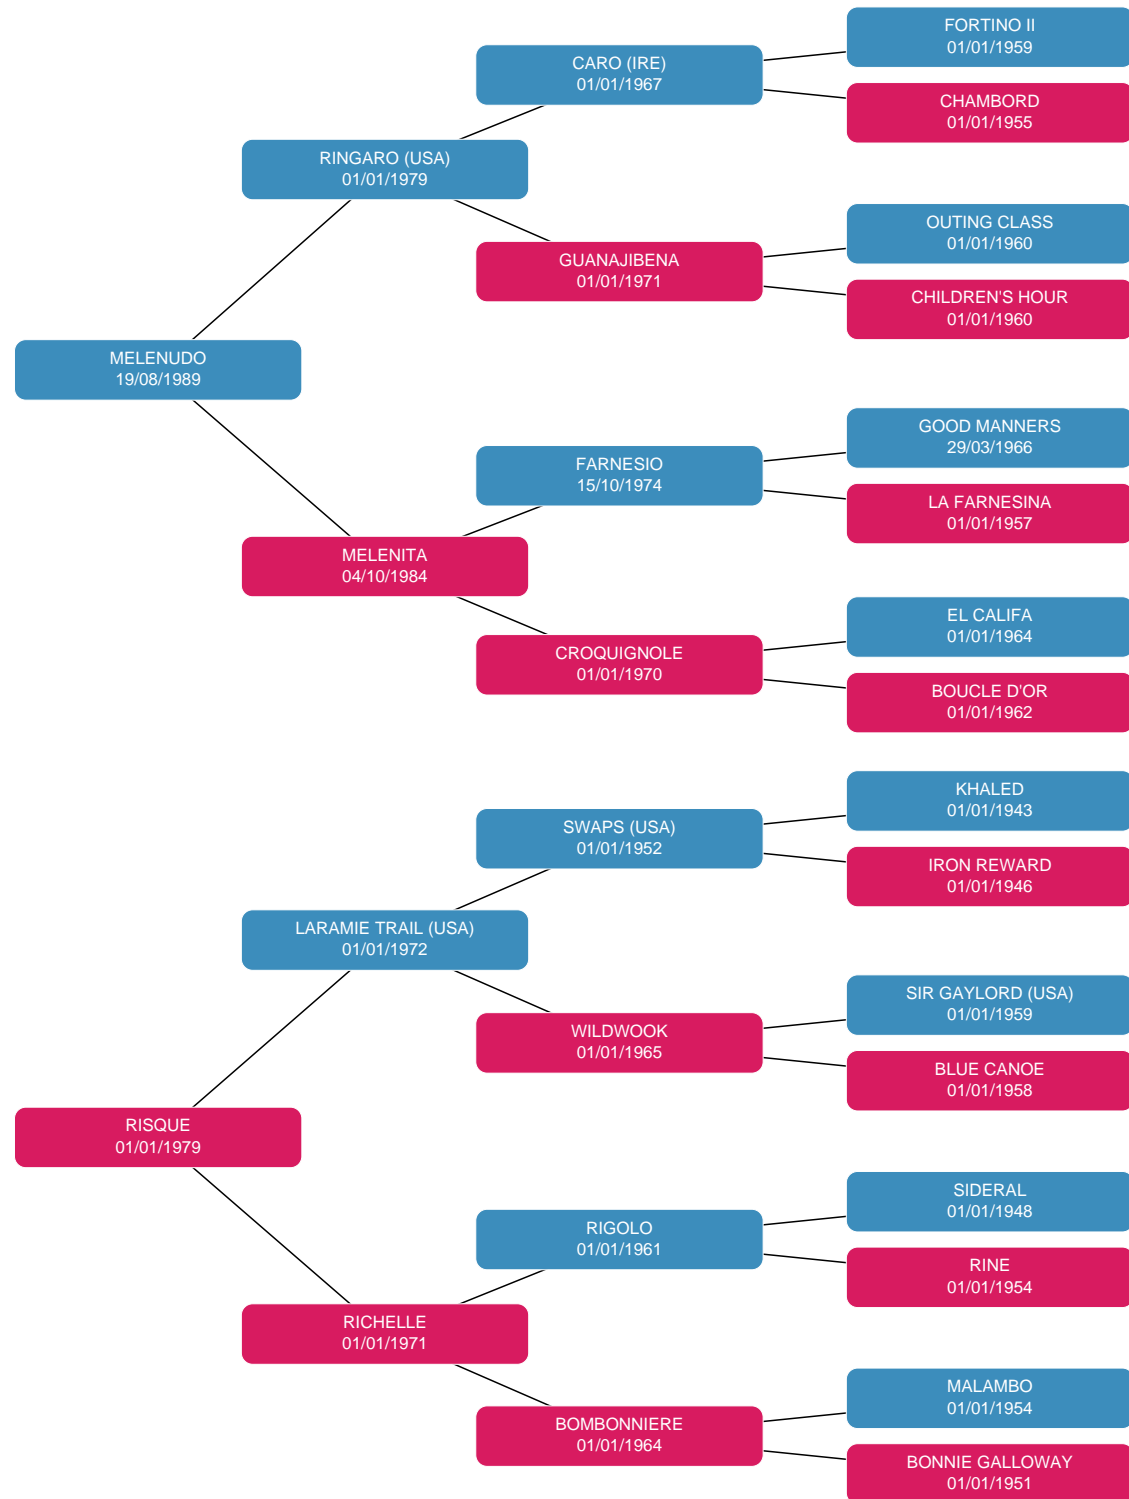 FORTINO II
01/01/1959
CARO (IRE)
01/01/1967
CHAMBORD
01/01/1955
RINGARO (USA)
01/01/1979
OUTING CLASS
01/01/1960
GUANAJIBENA
01/01/1971
CHILDREN'S HOUR
01/01/1960
MELENUDO
19/08/1989
GOOD MANNERS
29/03/1966
FARNESIO
15/10/1974
LA FARNESINA
01/01/1957
MELENITA
04/10/1984
EL CALIFA
01/01/1964
CROQUIGNOLE
01/01/1970
BOUCLE D'OR
01/01/1962
KHALED
01/01/1943
SWAPS (USA)
01/01/1952
IRON REWARD
01/01/1946
LARAMIE TRAIL (USA)
01/01/1972
SIR GAYLORD (USA)
01/01/1959
WILDWOOK
01/01/1965
BLUE CANOE
01/01/1958
RISQUE
01/01/1979
SIDERAL
01/01/1948
RIGOLO
01/01/1961
RINE
01/01/1954
RICHELLE
01/01/1971
MALAMBO
01/01/1954
BOMBONNIERE
01/01/1964
BONNIE GALLOWAY
01/01/1951